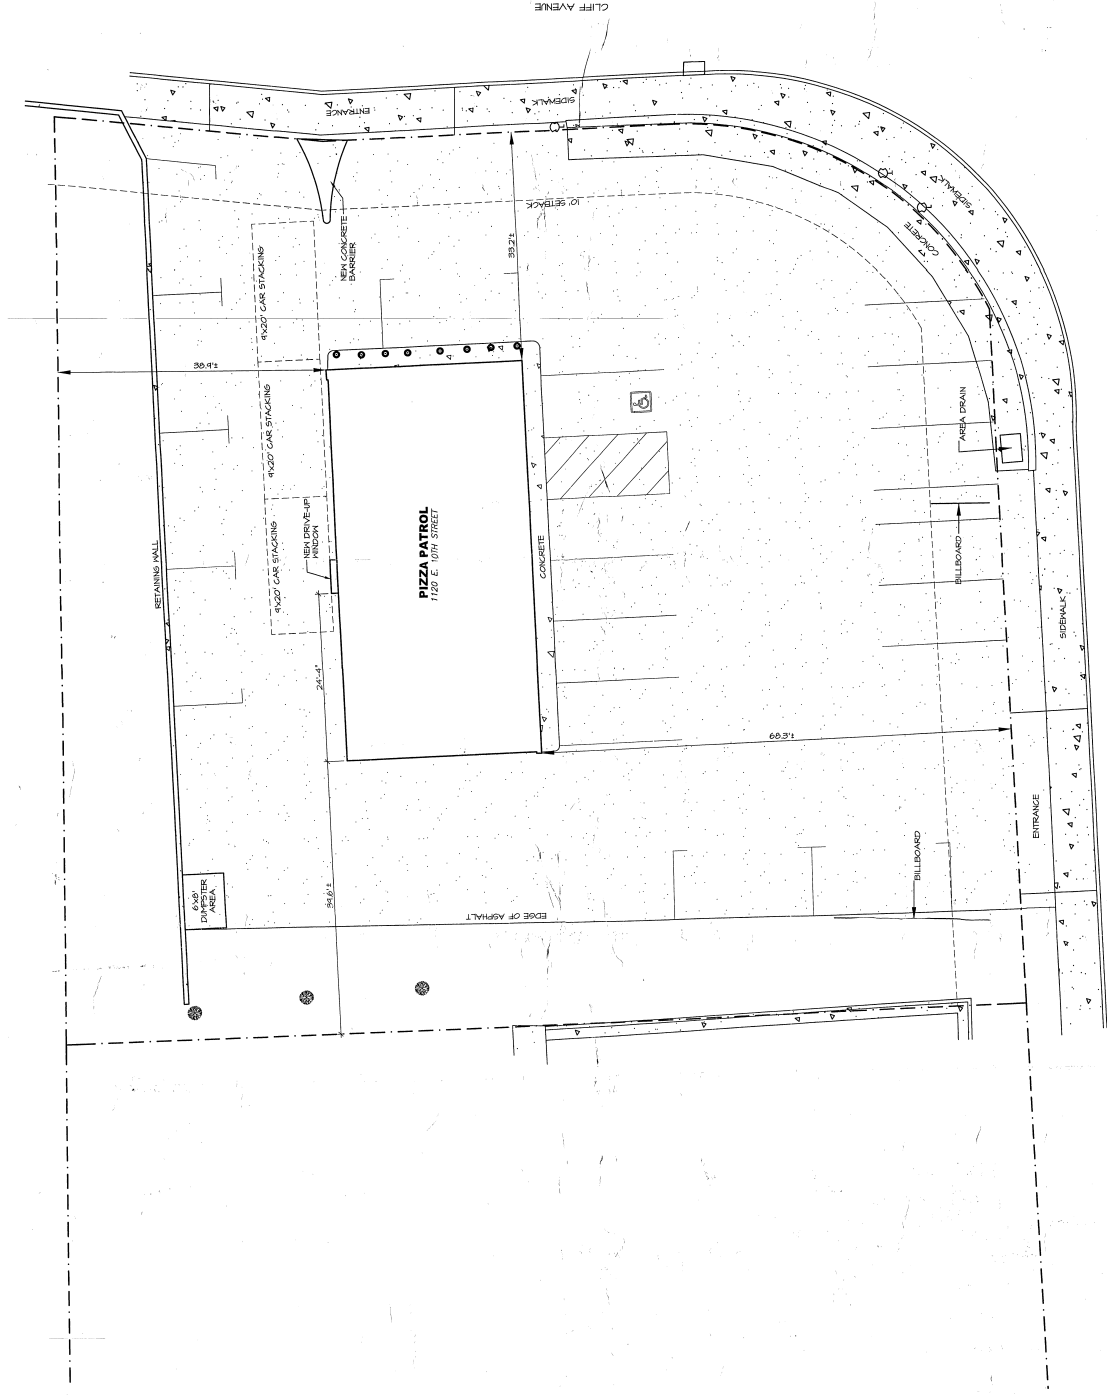 CLIFF AVENUE
ENTRANCE
SIDEWALK
SIDEWALK
CONCRETE
10' SETBACK
33.2'±
NEW CONCRETE
BARRIER
9'X20' CAR STACKING
38.9'±
9'X20' CAR STACKING
AREA DRAIN
NEW DRIVE-UP
WINDOW
9'X20' CAR STACKING
PIZZA PATROL
1120 E. 10TH STREET
CONCRETE
BILLBOARD
RETAINING WALL
SIDEWALK
24'-4"
68.3'±
ENTRANCE
BILLBOARD
6'X8'
DUMPSTER
AREA
39.6'±
EDGE OF ASPHALT